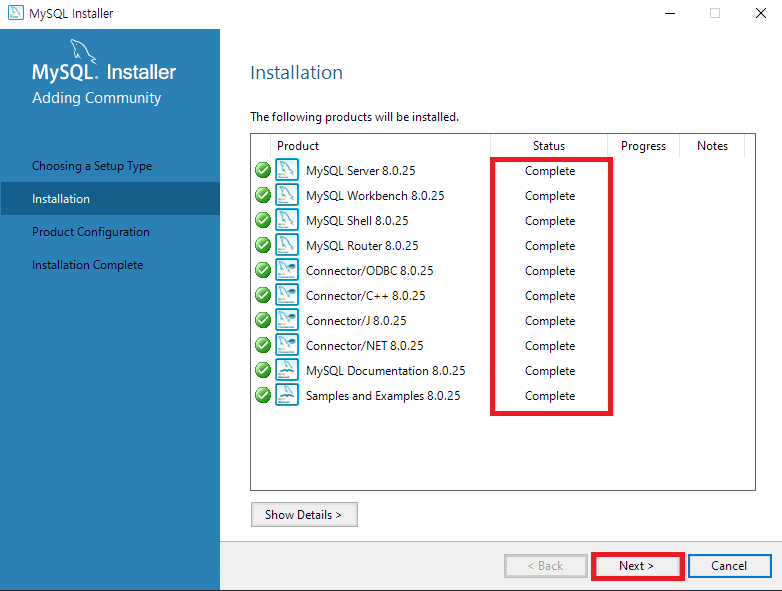 MySQL Installer
MySQL. Installer
Adding Community
Choosing a Setup Type
Installation
Product Configuration
Installation Complete
Installation
The following products will be installed.
Product Status Progress Notes
MySQL Server 8.0.25 Complete
MySQL Workbench 8.0.25 Complete
MySQL Shell 8.0.25 Complete
MySQL Router 8.0.25 Complete
Connector/ODBC 8.0.25 Complete
Connector/C++ 8.0.25 Complete
Connector/J 8.0.25 Complete
Connector/NET 8.0.25 Complete
MySQL Documentation 8.0.25 Complete
Samples and Examples 8.0.25 Complete
Show Details >
< Back Next > Cancel